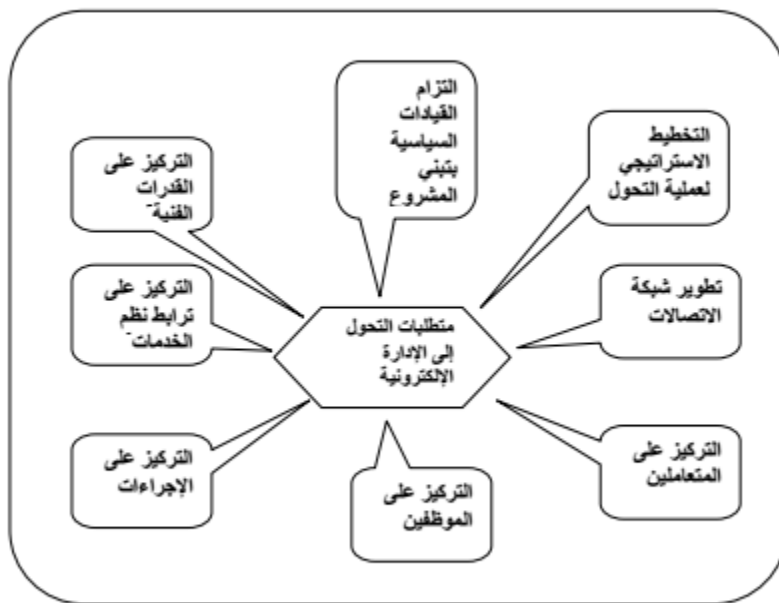 التزام
القيادات
السياسية
بتبني
المشروع
التخطيط
الاستراتيجي
لعملية التحول
التركيز على
القدرات
الفنية
تطوير شبكة
الاتصالات
التركيز على
ترابط نظم
الخدمات
متطلبات التحول
إلى الإدارة
الإلكترونية
التركيز على
المتعاملين
التركيز على
الإجراءات
التركيز على
الموظفين